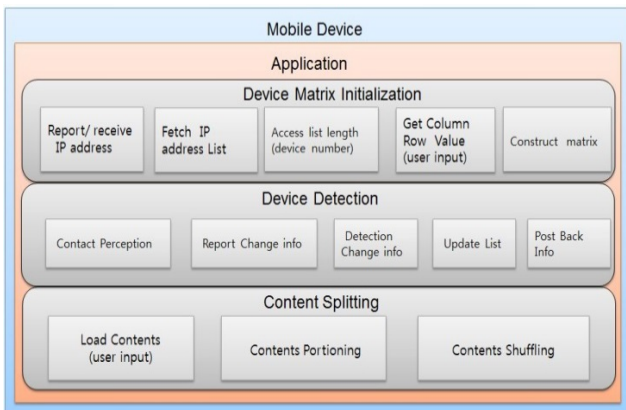 Mobile Device
Application
Device Matrix Initialization
Report/ receive
IP address
Fetch IP
address List
Access list length
(device number)
Get Column
Row Value
(user input)
Construct matrix
Device Detection
Contact Perception
Report Change info
Detection
Change info
Update List
Post Back
Info
Content Splitting
Load Contents
(user input)
Contents Portioning
Contents Shuffling